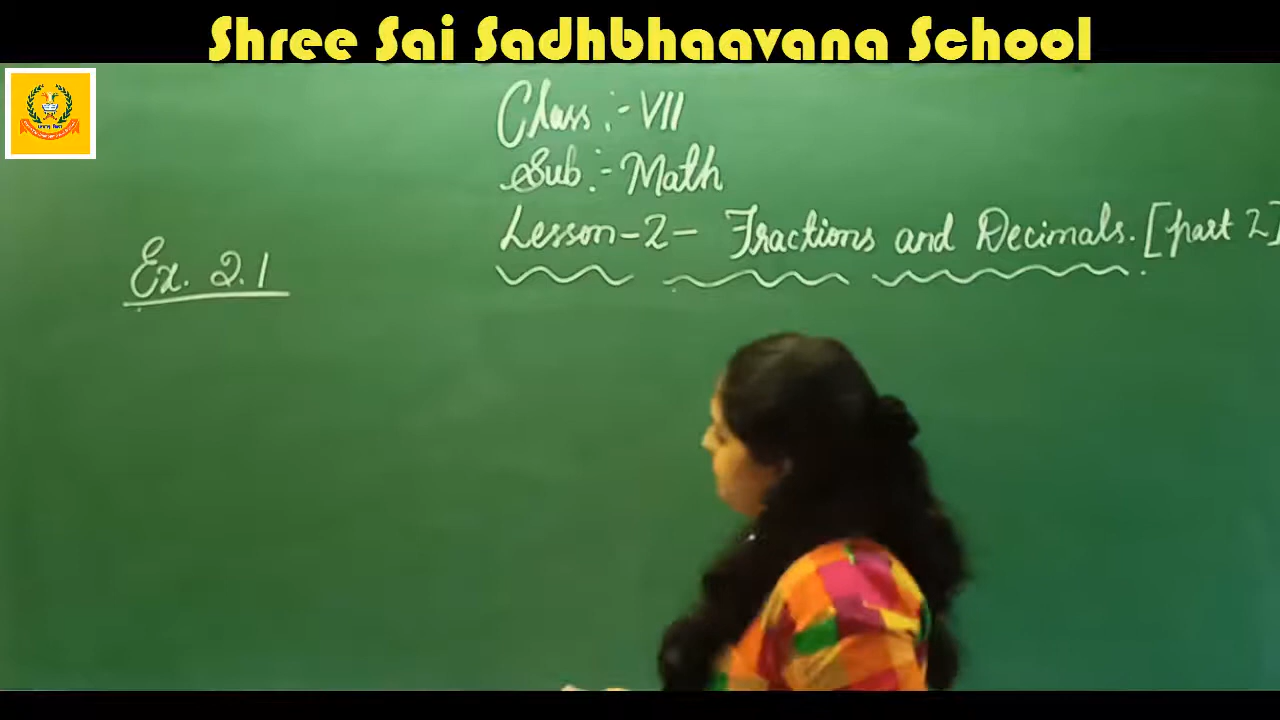 Shree Sai Sadhbhaavana School
Class :- VII
Sub :- Math
Lesson-2- Fractions and Decimals. [part 2]
Ex. 2.1